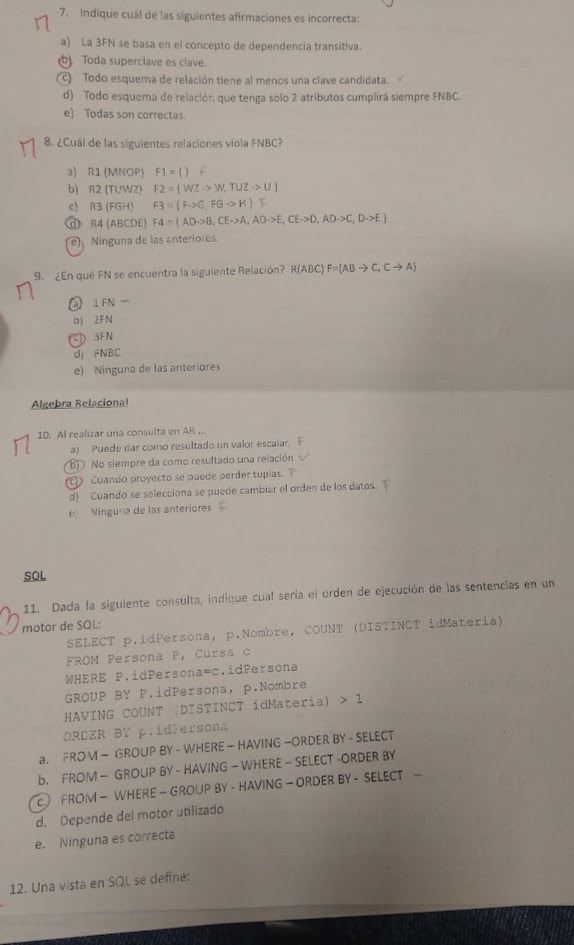 7. Indique cuál de las siguientes afirmaciones es incorrecta:
a) La 3FN se basa en el concepto de dependencia transitiva.
b) Toda superclave es clave.
c) Todo esquema de relación tiene al menos una clave candidata.
d) Todo esquema de relación que tenga solo 2 atributos cumplirá siempre FNBC.
e) Todas son correctas.
8. ¿Cuál de las siguientes relaciones viola FNBC?
a) R1 (MNOP) F1 = { } F
b) R2 (TUWZ) F2 = { WZ -> W, TUZ -> U }
c) R3 (FGH) F3 = { F->G, FG -> H } F
d) R4 (ABCDE) F4 = { AD->B, CE->A, AD->E, CE->D, AD->C, D->E }
e) Ninguna de las anteriores.
9. ¿En qué FN se encuentra la siguiente Relación? R(ABC) F={AB → C, C → A}
a) 1 FN
b) 2FN
c) 3FN
d) FNBC
e) Ninguna de las anteriores
Algebra Relacional
10. Al realizar una consulta en AR ...
a) Puede dar como resultado un valor escalar. F
b) No siempre da como resultado una relación
c) Cuando proyecto se puede perder tuplas.
d) Cuando se selecciona se puede cambiar el orden de los datos. F
e) Ninguna de las anteriores F
SQL
11. Dada la siguiente consulta, indique cual sería el orden de ejecución de las sentencias en un
motor de SQL:
SELECT p.idPersona, p.Nombre, COUNT (DISTINCT idMateria)
FROM Persona P, Cursa c
WHERE P.idPersona=c.idPersona
GROUP BY P.idPersona, p.Nombre
HAVING COUNT (DISTINCT idMateria) > 1
ORDER BY p.idPersona
a. FROM – GROUP BY - WHERE – HAVING –ORDER BY - SELECT
b. FROM – GROUP BY - HAVING – WHERE – SELECT -ORDER BY
c. FROM – WHERE – GROUP BY - HAVING – ORDER BY - SELECT
d. Depende del motor utilizado
e. Ninguna es correcta
12. Una vista en SQL se define: